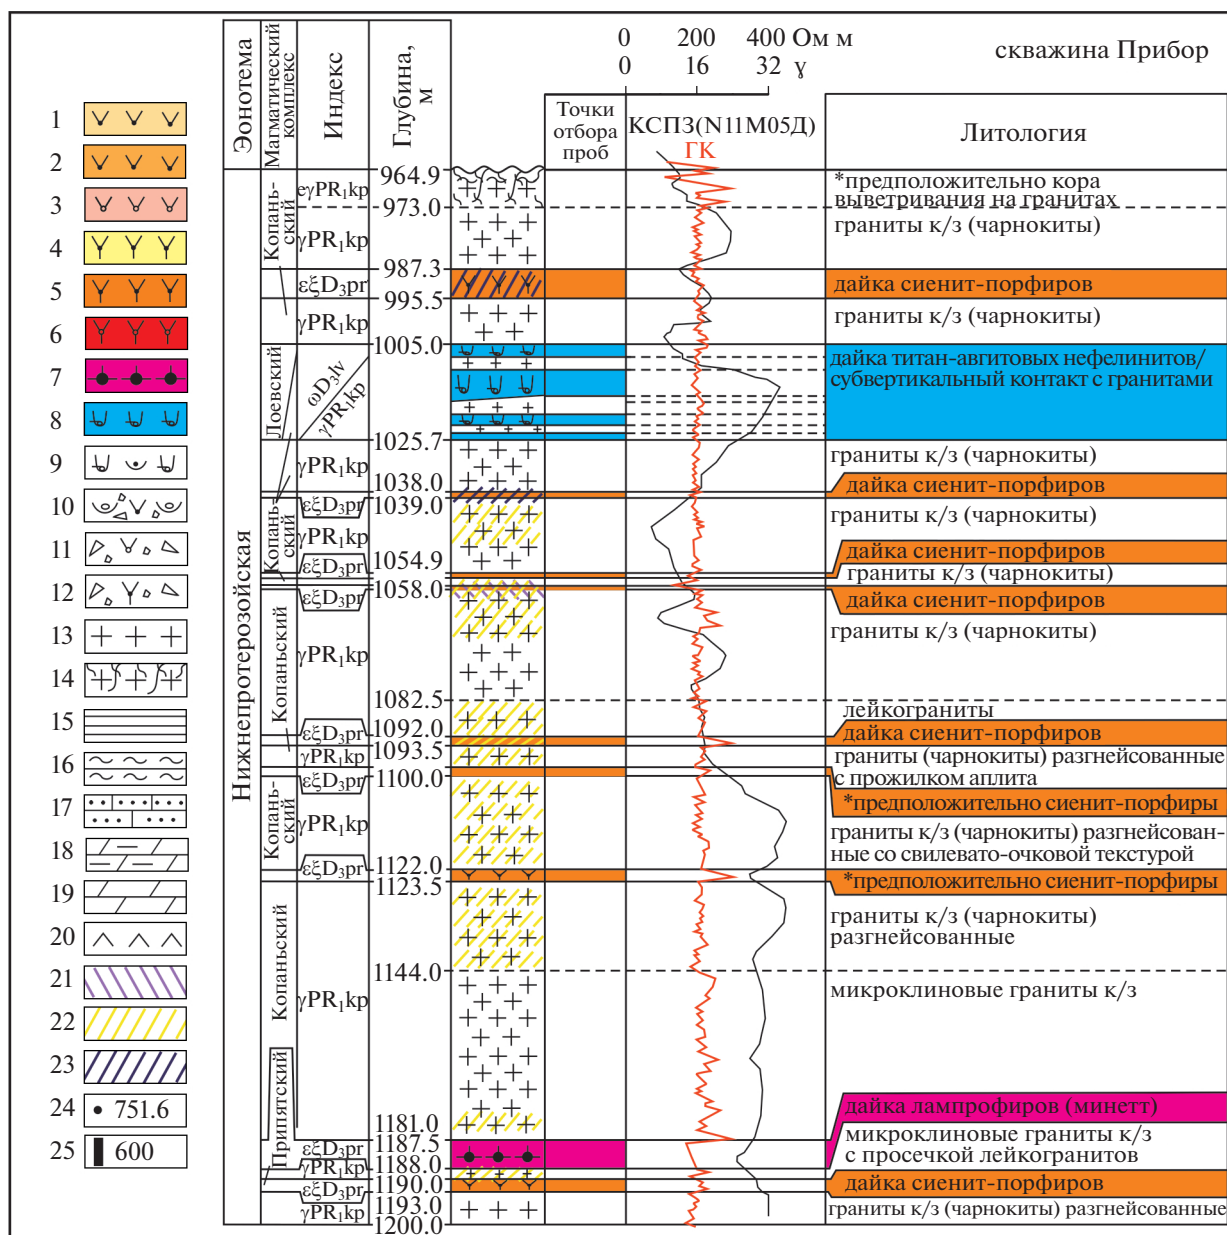 0 200 400 Ом м
0 16 32 γ
скважина Прибор
Эонотема
Магматический
комплекс
Индекс
Глубина,
м
Точки
отбора
проб
КСПЗ(N11M05Д)
ГК
Литология
1
2
3
4
5
6
7
8
9
10
11
12
13
14
15
16
17
18
19
20
21
22
23
24 751.6
25 600
Нижнепротерозойская
Копань-
ский
Лоевский
Копань-
ский
Копаньский
Копань-
ский
Копаньский
Припятский
eγPR₁kp
γPR₁kp
εξD₃pr
γPR₁kp
ωD₃lv
γPR₁kp
γPR₁kp
εξD₃pr
γPR₁kp
εξD₃pr
εξD₃pr
γPR₁kp
εξD₃pr
γPR₁kp
εξD₃pr
γPR₁kp
εξD₃pr
γPR₁kp
εξD₃pr
γPR₁kp
εξD₃pr
γPR₁kp
964.9
973.0
987.3
995.5
1005.0
1025.7
1038.0
1039.0
1054.9
1058.0
1082.5
1092.0
1093.5
1100.0
1122.0
1123.5
1144.0
1181.0
1187.5
1188.0
1190.0
1193.0
1200.0
*предположительно кора
выветривания на гранитах
граниты к/з (чарнокиты)
дайка сиенит-порфиров
граниты к/з (чарнокиты)
дайка титан-авгитовых нефелинитов/
субвертикальный контакт с гранитами
граниты к/з (чарнокиты)
дайка сиенит-порфиров
граниты к/з (чарнокиты)
дайка сиенит-порфиров
граниты к/з (чарнокиты)
дайка сиенит-порфиров
граниты к/з (чарнокиты)
лейкограниты
дайка сиенит-порфиров
граниты (чарнокиты) разгнейсованные
с прожилком аплита
*предположительно сиенит-порфиры
граниты к/з (чарнокиты) разгнейсован-
ные со свилевато-очковой текстурой
*предположительно сиенит-порфиры
граниты к/з (чарнокиты)
разгнейсованные
микроклиновые граниты к/з
дайка лампрофиров (минетт)
микроклиновые граниты к/з
с просечкой лейкогранитов
дайка сиенит-порфиров
граниты к/з (чарнокиты) разгнейсованные